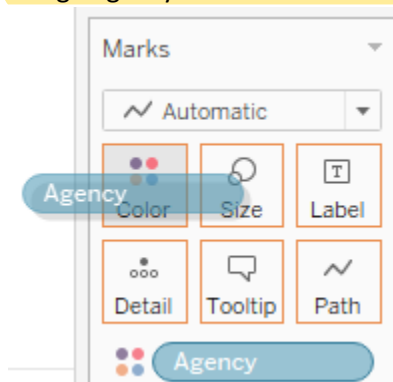 Marks
Automatic
Agency
Color Size Label
Detail Tooltip Path
Agency